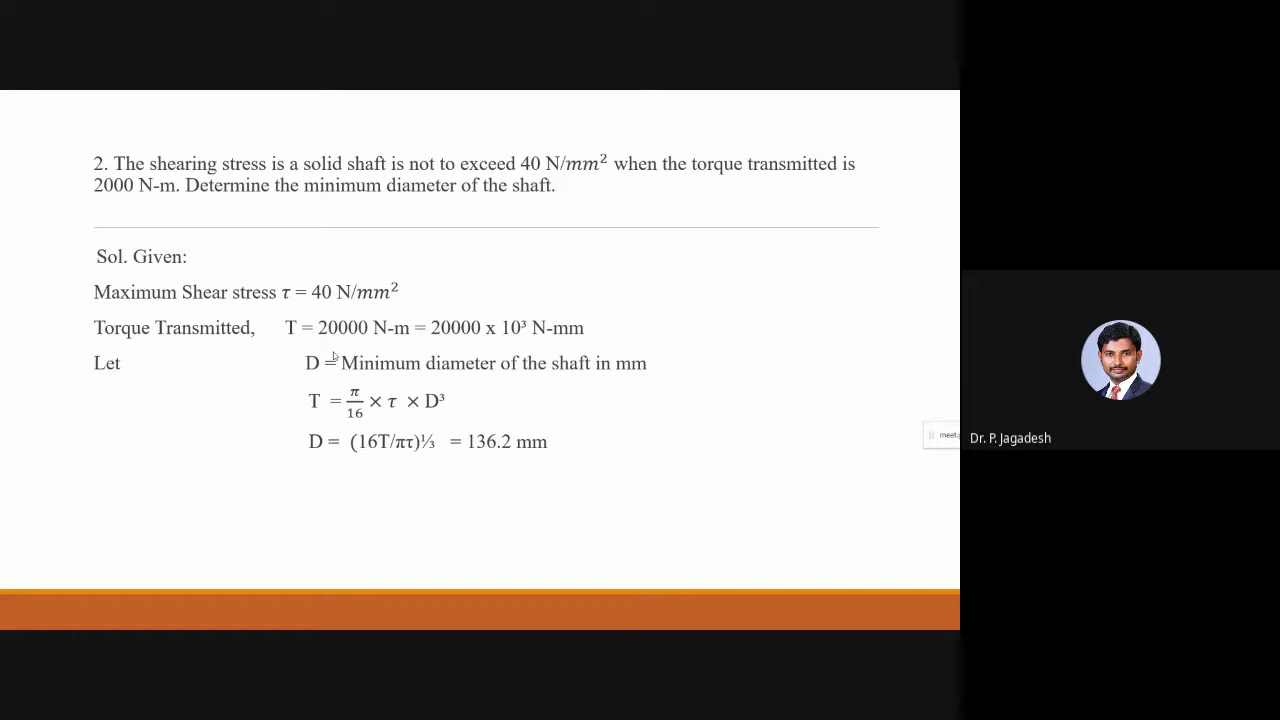 2. The shearing stress is a solid shaft is not to exceed 40 N/𝑚𝑚² when the torque transmitted is
2000 N-m. Determine the minimum diameter of the shaft.
Sol. Given:
Maximum Shear stress 𝜏 = 40 N/𝑚𝑚²
Torque Transmitted, T = 20000 N-m = 20000 x 10³ N-mm
Let D = Minimum diameter of the shaft in mm
T = π/16 × 𝜏 × D³
D = (16T/πτ)⅓ = 136.2 mm
meet.
Dr. P. Jagadesh